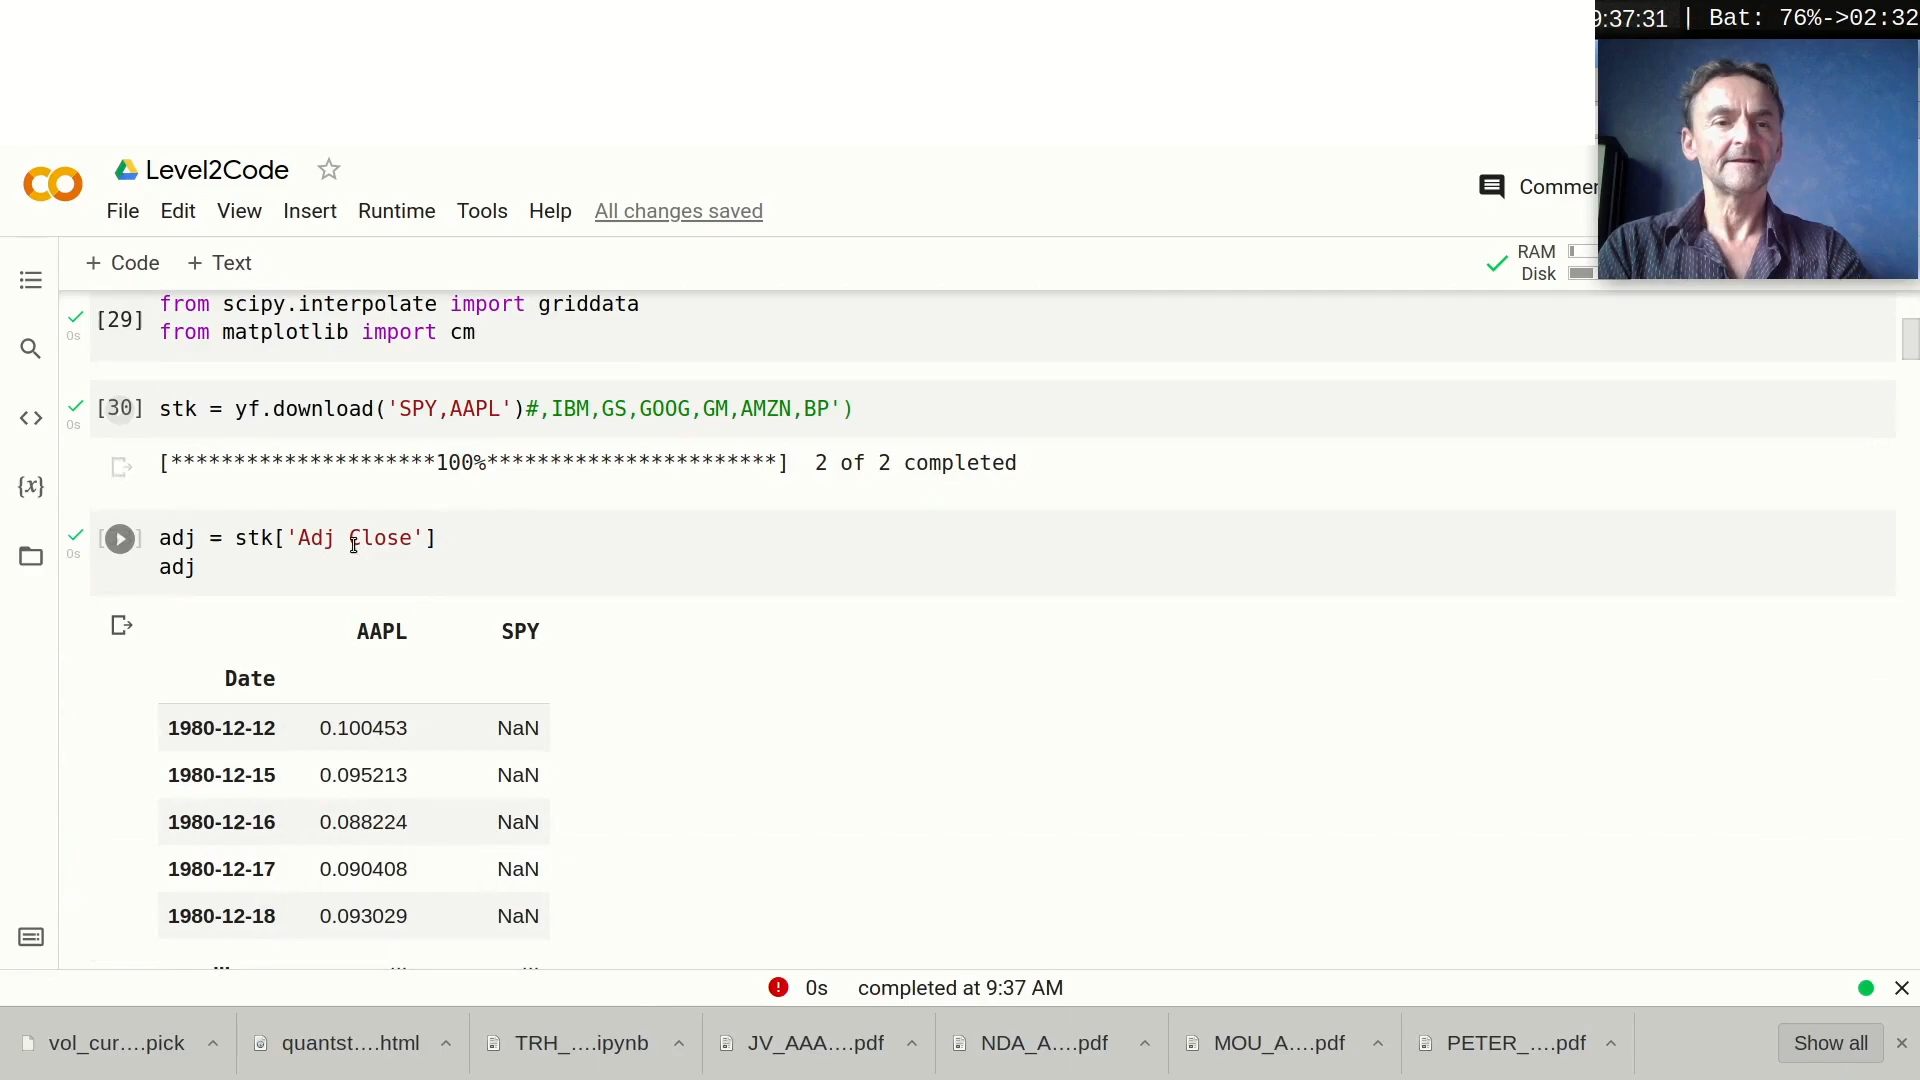 9:37:31 | Bat: 76%->02:32
Level2Code
File Edit View Insert Runtime Tools Help All changes saved
Commen
+ Code + Text
RAM
Disk
[29]
0s
from scipy.interpolate import griddata
from matplotlib import cm
[30]
0s
stk = yf.download('SPY,AAPL')#,IBM,GS,GOOG,GM,AMZN,BP')
[*********************100%***********************] 2 of 2 completed
0s
adj = stk['Adj Close']
adj
AAPL SPY
Date
1980-12-12 0.100453 NaN
1980-12-15 0.095213 NaN
1980-12-16 0.088224 NaN
1980-12-17 0.090408 NaN
1980-12-18 0.093029 NaN
... ... ...
0s completed at 9:37 AM
vol_cur....pick quantst....html TRH_....ipynb JV_AAA....pdf NDA_A....pdf MOU_A....pdf PETER_....pdf Show all